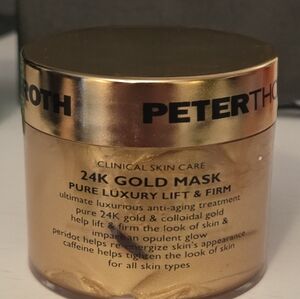 ROTH PETERTHO
CLINICAL SKIN CARE
24K GOLD MASK
PURE LUXURY LIFT & FIRM
ultimate luxurious anti-aging treatment
pure 24K gold & colloidal gold
help lift & firm the look of skin &
impart an opulent glow
peridot helps re-energize skin's appearance
caffeine helps tighten the look of skin
for all skin types